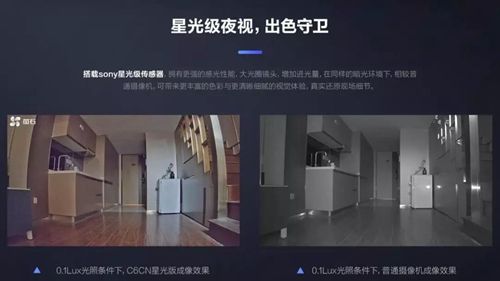 星光级夜视，出色守卫
搭载sony星光级传感器，拥有更强的感光性能，大光圈镜头，增加进光量，在同样的暗光环境下，相较普
通摄像机，可带来更丰富的色彩与更清晰细腻的视觉体验，真实还原现场细节。
萤石
0.1Lux光照条件下，C6CN星光版成像效果
0.1Lux光照条件下，普通摄像机成像效果